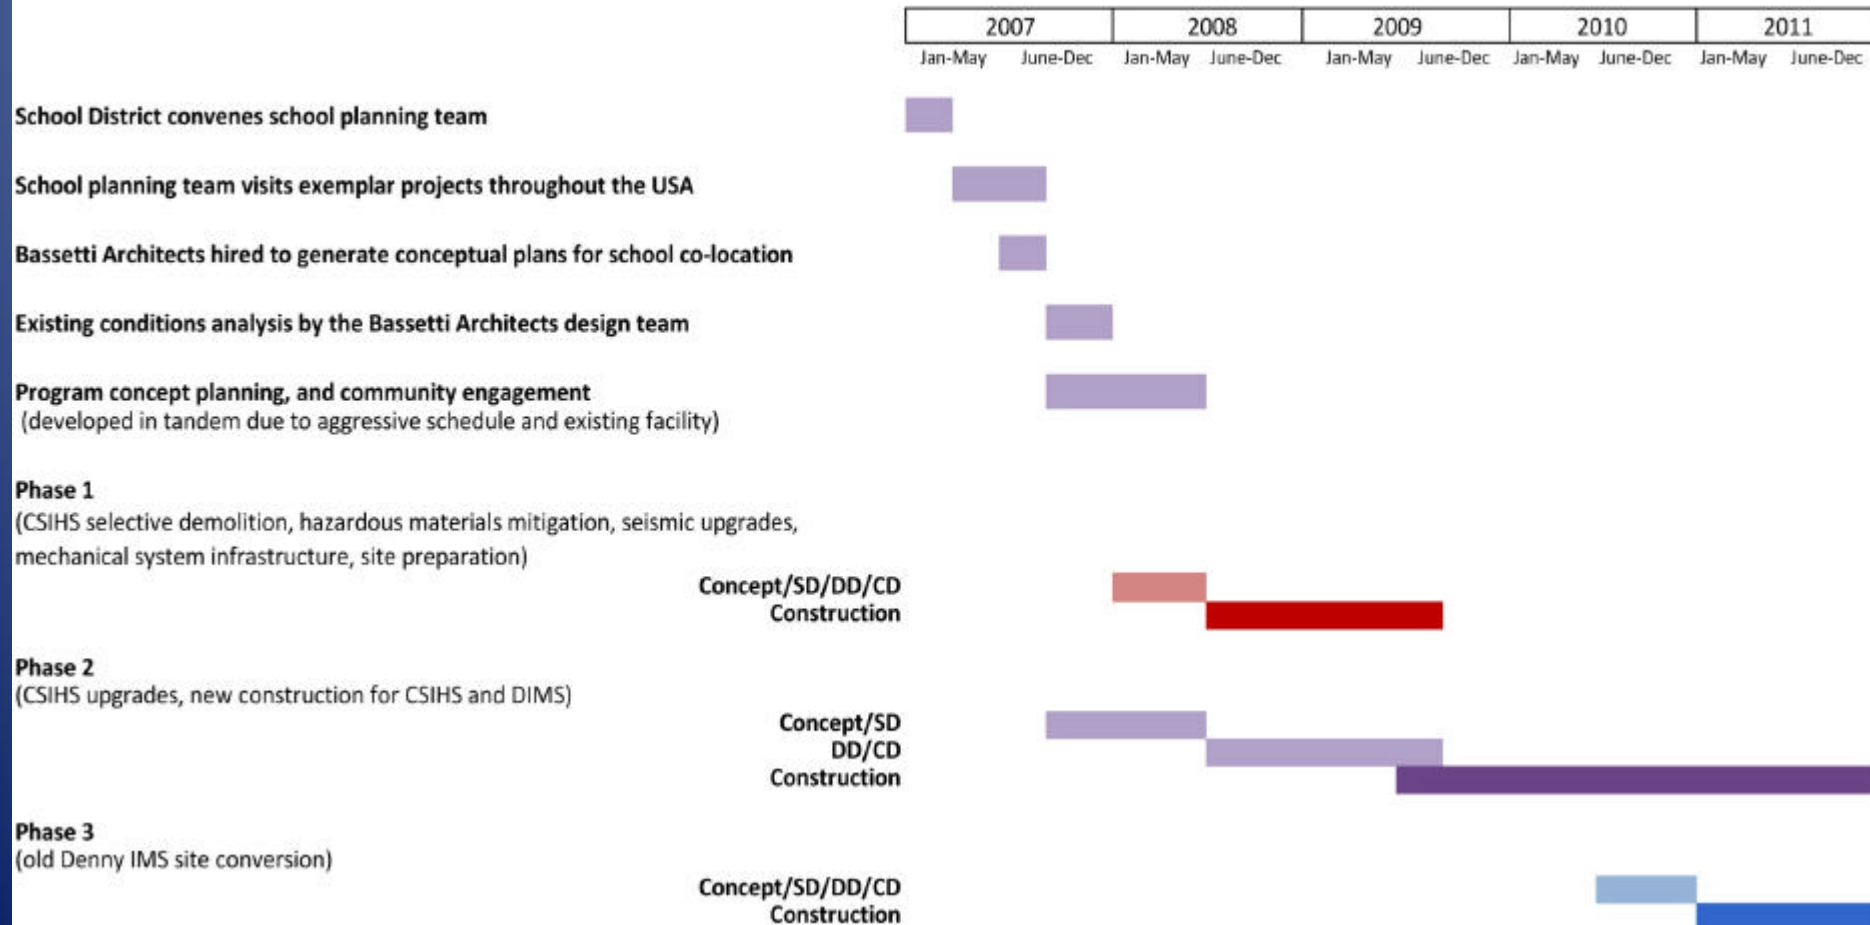 2007 2008 2009 2010 2011
Jan-May June-Dec Jan-May June-Dec Jan-May June-Dec Jan-May June-Dec Jan-May June-Dec
School District convenes school planning team
School planning team visits exemplar projects throughout the USA
Bassetti Architects hired to generate conceptual plans for school co-location
Existing conditions analysis by the Bassetti Architects design team
Program concept planning, and community engagement
(developed in tandem due to aggressive schedule and existing facility)
Phase 1
(CSIHS selective demolition, hazardous materials mitigation, seismic upgrades,
mechanical system infrastructure, site preparation)
Concept/SD/DD/CD
Construction
Phase 2
(CSIHS upgrades, new construction for CSIHS and DIMS)
Concept/SD
DD/CD
Construction
Phase 3
(old Denny IMS site conversion)
Concept/SD/DD/CD
Construction